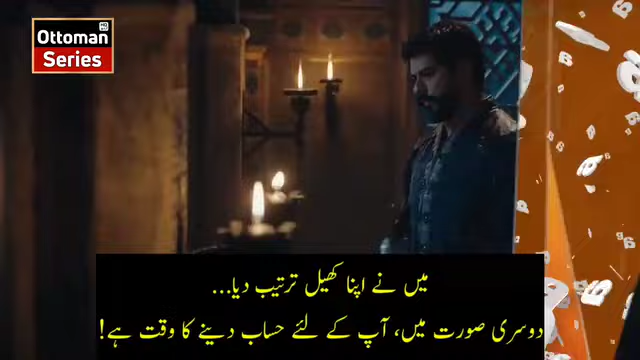 HD
Ottoman
Series
میں نے اپنا کھیل ترتیب دیا...
دوسری صورت میں، آپ کے لئے حساب دینے کا وقت ہے!